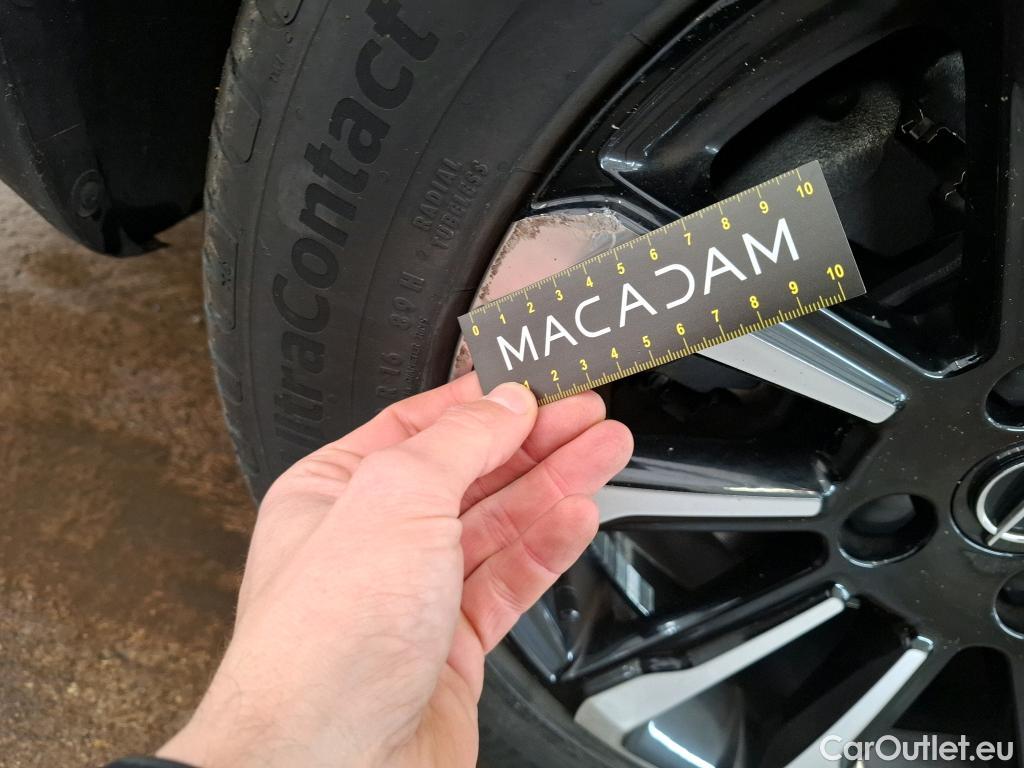 UltraContact
RADIAL
TUBELESS
R 16 89 H
0 1 2 3 4 5 6 7 8 9 10
MACADAM
1 2 3 4 5 6 7 8 9 10
CarOutlet.eu